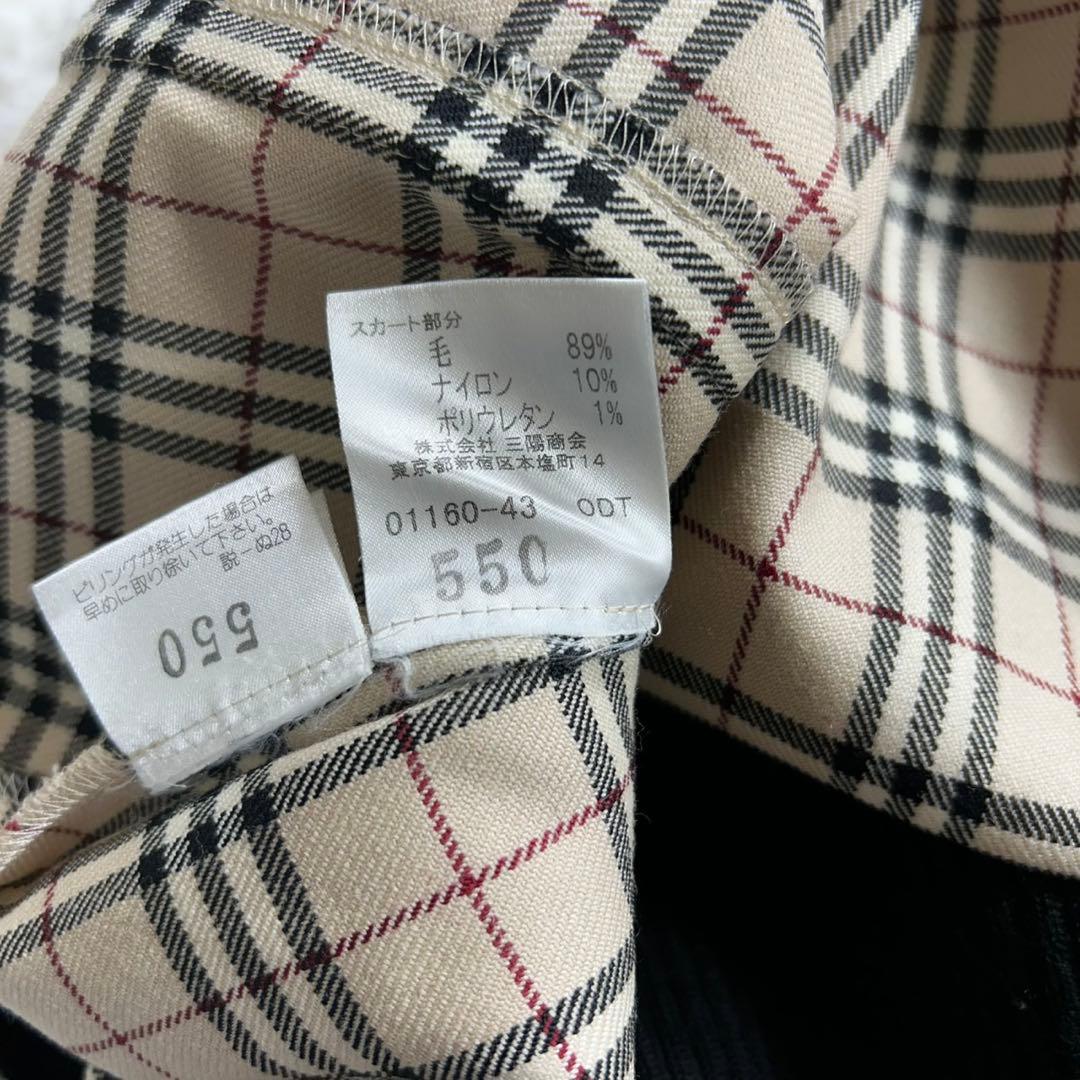 スカート部分
毛 89%
ナイロン 10%
ポリウレタン 1%
株式会社 三陽商会
東京都新宿区本塩町14
01160-43 ODT
550
ピリングが発生した場合は
早めに取り除いて下さい。
説-ぬ28
550